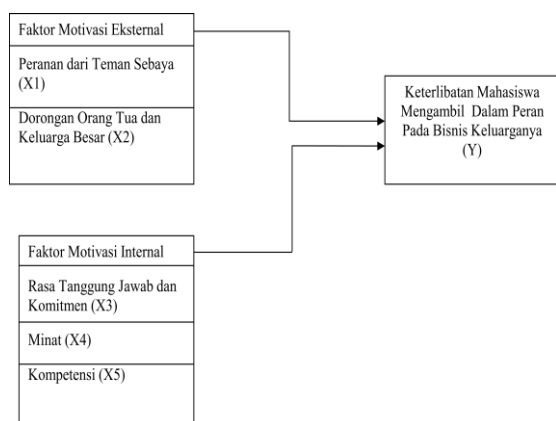 Faktor Motivasi Eksternal
Peranan dari Teman Sebaya
(X1)
Dorongan Orang Tua dan
Keluarga Besar (X2)
Keterlibatan Mahasiswa
Mengambil Dalam Peran
Pada Bisnis Keluarganya
(Y)
Faktor Motivasi Internal
Rasa Tanggung Jawab dan
Komitmen (X3)
Minat (X4)
Kompetensi (X5)